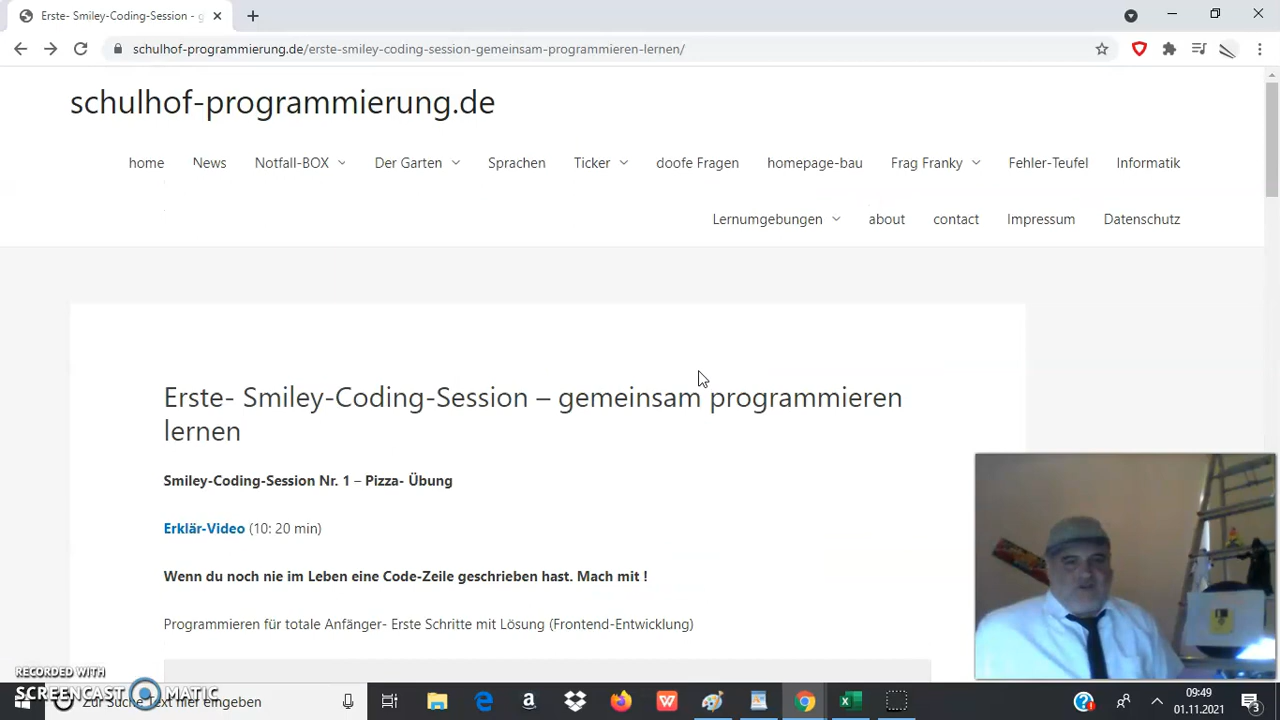 Erste- Smiley-Coding-Session - g
schulhof-programmierung.de/erste-smiley-coding-session-gemeinsam-programmieren-lernen/
schulhof-programmierung.de
home News Notfall-BOX Der Garten Sprachen Ticker doofe Fragen homepage-bau Frag Franky Fehler-Teufel Informatik
Lernumgebungen about contact Impressum Datenschutz
Erste- Smiley-Coding-Session – gemeinsam programmieren
lernen
Smiley-Coding-Session Nr. 1 – Pizza- Übung
Erklär-Video (10: 20 min)
Wenn du noch nie im Leben eine Code-Zeile geschrieben hast. Mach mit !
Programmieren für totale Anfänger- Erste Schritte mit Lösung (Frontend-Entwicklung)
RECORDED WITH
SCREENCAST MATIC
Zur Suche Text hier eingeben
09:49
01.11.2021
3